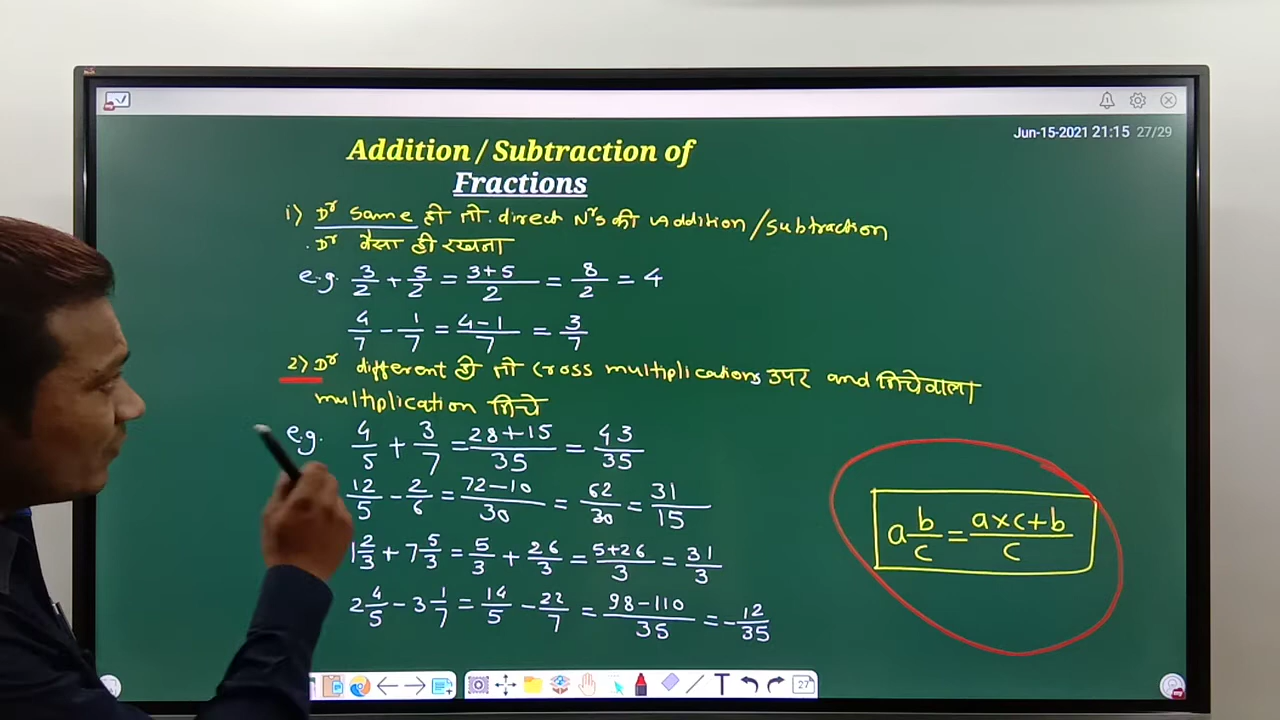 Jun-15-2021 21:15 27/29
Addition / Subtraction of
Fractions
1) Dʳ same हो तो direct Nʳs की Addition/Subtraction
Dʳ वैसा ही रखना
e.g. 3/2 + 5/2 = (3+5)/2 = 8/2 = 4
4/7 - 1/7 = (4-1)/7 = 3/7
2) Dʳ different हो तो Cross multiplications उपर and निचेवाला
multiplication निचे
e.g. 4/5 + 3/7 = (28+15)/35 = 43/35
12/5 - 2/6 = (72-10)/30 = 62/30 = 31/15
1 2/3 + 7 5/3 = 5/3 + 26/3 = (5+26)/3 = 31/3
2 4/5 - 3 1/7 = 14/5 - 22/7 = (98-110)/35 = -12/35
a b/c = (a×c+b)/c
27